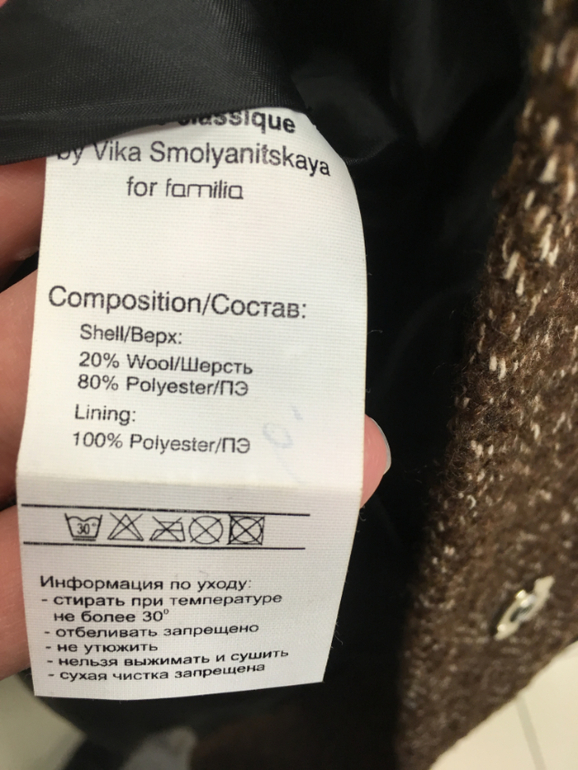 by Vika Smolyanitskaya
for familia
Composition/Состав:
Shell/Верх:
20% Wool/Шерсть
80% Polyester/ПЭ
Lining:
100% Polyester/ПЭ
30°
Информация по уходу:
- стирать при температуре
не более 30°
- отбеливать запрещено
- не утюжить
- нельзя выжимать и сушить
- сухая чистка запрещена